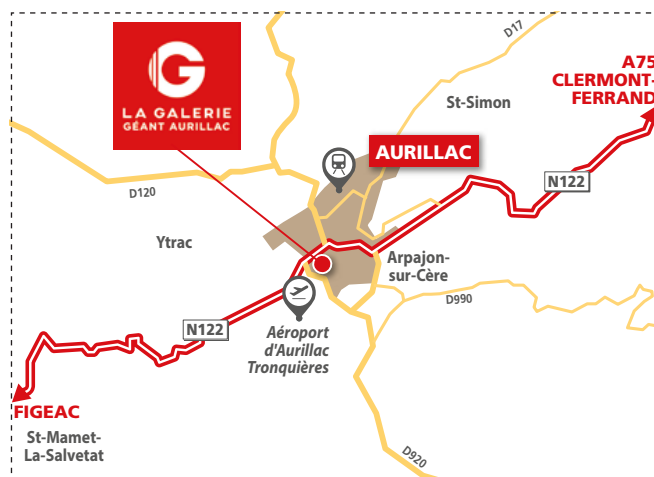 D17
A75
CLERMONT-
FERRAND
G
LA GALERIE
GÉANT AURILLAC
St-Simon
AURILLAC
N122
D120
Ytrac
Arpajon-
sur-Cère
D990
N122
Aéroport
d'Aurillac
Tronquières
FIGEAC
St-Mamet-
La-Salvetat
D920